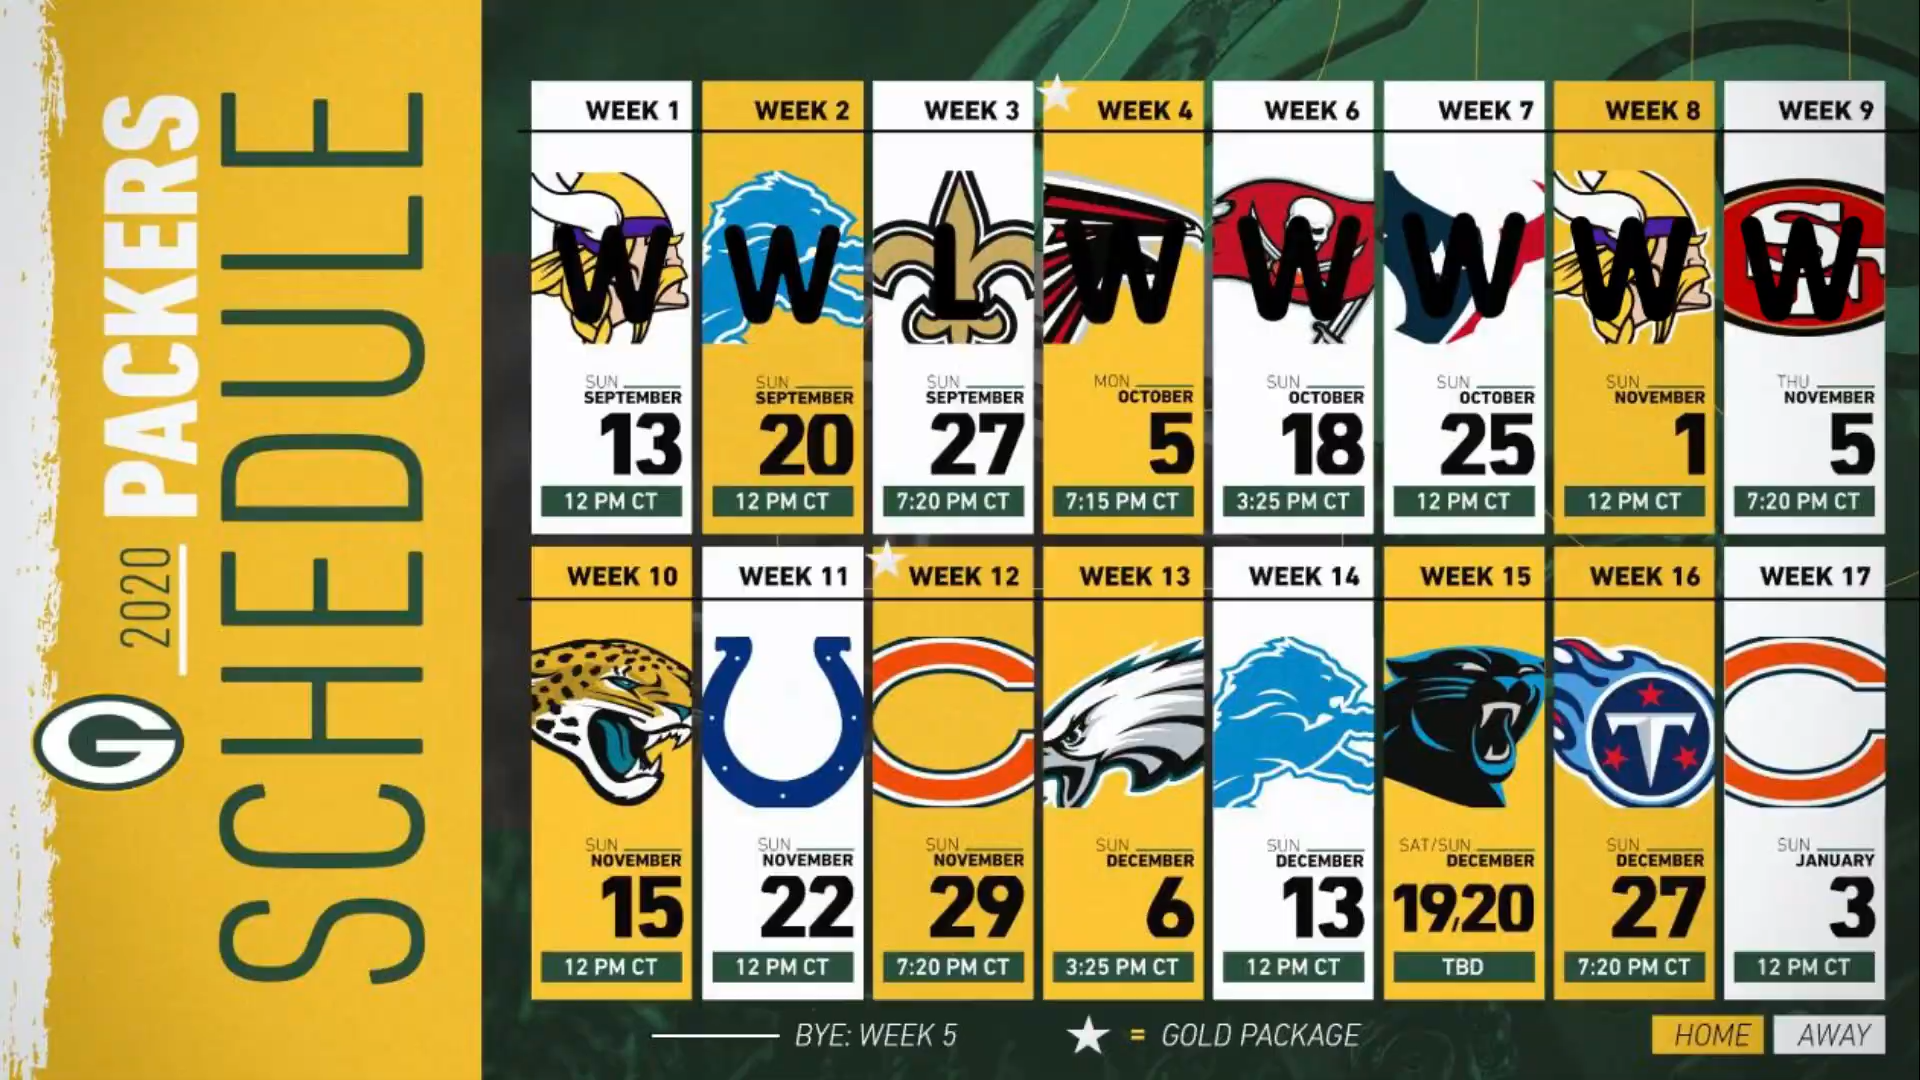 2020 PACKERS
SCHEDULE
G
WEEK 1
W
SUN
SEPTEMBER
13
12 PM CT
WEEK 2
W
SUN
SEPTEMBER
20
12 PM CT
WEEK 3
L
SUN
SEPTEMBER
27
7:20 PM CT
WEEK 4
W
MON
OCTOBER
5
7:15 PM CT
WEEK 6
W
SUN
OCTOBER
18
3:25 PM CT
WEEK 7
W
SUN
OCTOBER
25
12 PM CT
WEEK 8
W
SUN
NOVEMBER
1
12 PM CT
WEEK 9
SF
W
THU
NOVEMBER
5
7:20 PM CT
WEEK 10
SUN
NOVEMBER
15
12 PM CT
WEEK 11
SUN
NOVEMBER
22
12 PM CT
WEEK 12
C
SUN
NOVEMBER
29
7:20 PM CT
WEEK 13
SUN
DECEMBER
6
3:25 PM CT
WEEK 14
SUN
DECEMBER
13
12 PM CT
WEEK 15
SAT/SUN
DECEMBER
19,20
TBD
WEEK 16
T
SUN
DECEMBER
27
7:20 PM CT
WEEK 17
C
SUN
JANUARY
3
12 PM CT
BYE: WEEK 5
= GOLD PACKAGE
HOME
AWAY